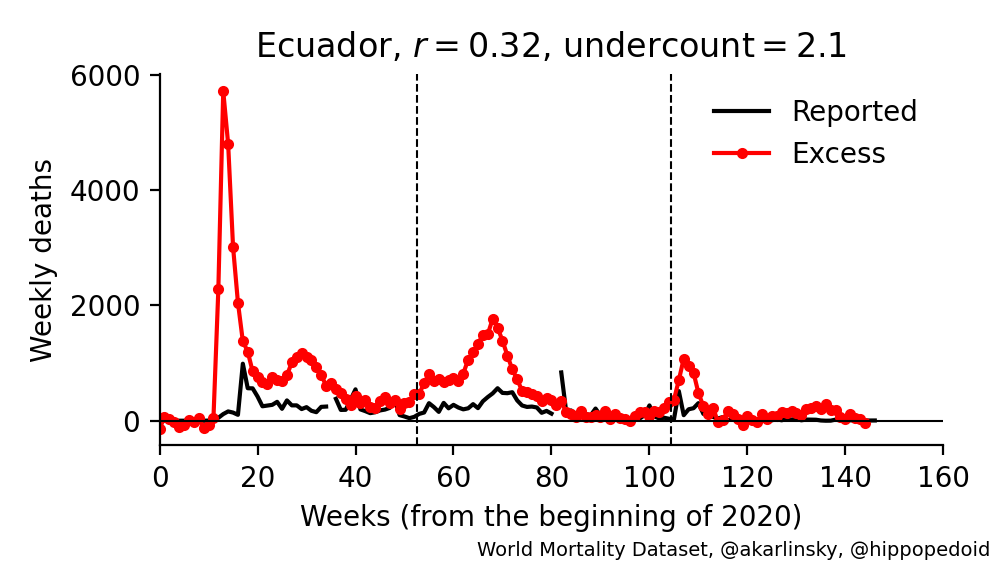 Ecuador, r = 0.32, undercount = 2.1
6000
4000
2000
0
Weekly deaths
Reported
Excess
0 20 40 60 80 100 120 140 160
Weeks (from the beginning of 2020)
World Mortality Dataset, @akarlinsky, @hippopedoid